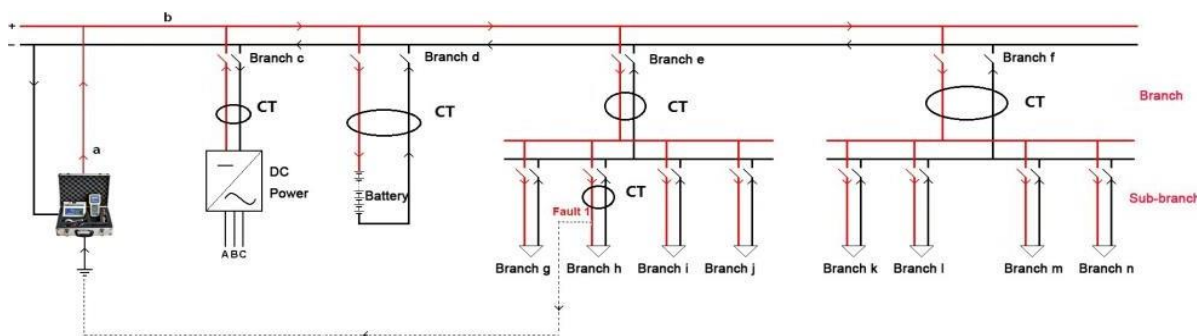 b
+
−
Branch c
Branch d
Branch e
Branch f
CT
CT
CT
CT
Branch
a
DC
Power
Battery
CT
Sub-branch
Fault 1
A B C
Branch g
Branch h
Branch i
Branch j
Branch k
Branch l
Branch m
Branch n